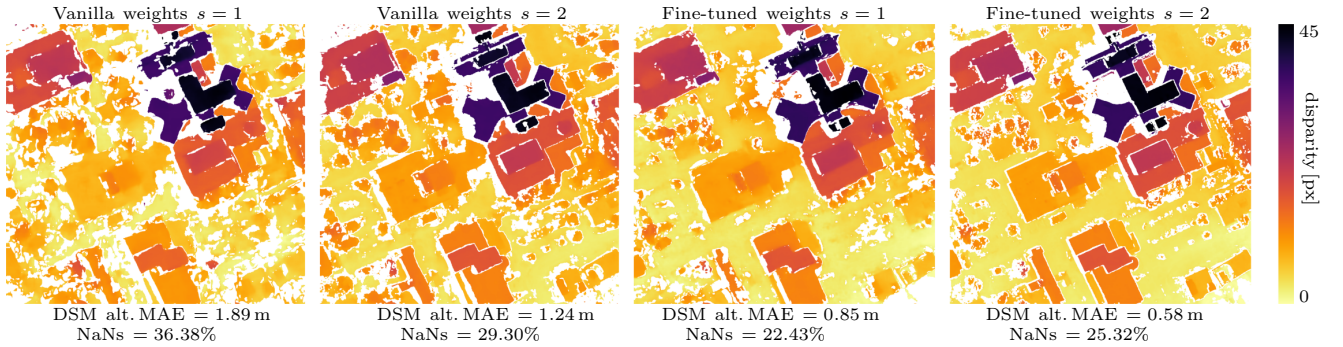 Vanilla weights s = 1
Vanilla weights s = 2
Fine-tuned weights s = 1
Fine-tuned weights s = 2
45
disparity [px]
0
DSM alt. MAE = 1.89 m
NaNs = 36.38%
DSM alt. MAE = 1.24 m
NaNs = 29.30%
DSM alt. MAE = 0.85 m
NaNs = 22.43%
DSM alt. MAE = 0.58 m
NaNs = 25.32%